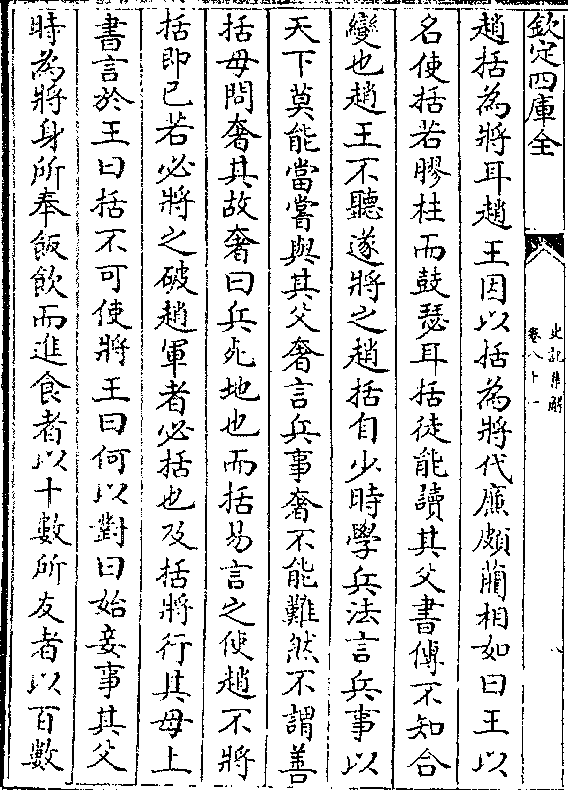 欽定四庫全
史記集解
卷八十一
趙括為將耳趙王因以括為將代廉頗藺相如曰王以
名使括若膠柱而鼓瑟耳括徒能讀其父書傳不知合
變也趙王不聽遂將之趙括自少時學兵法言兵事以
天下莫能當嘗與其父奢言兵事奢不能難然不謂善
括母問奢其故奢曰兵死地也而括易言之使趙不將
括即已若必將之破趙軍者必括也及括將行其母上
書言於王曰括不可使將王曰何以對曰始妾事其父
時為將身所奉飯飲而進食者以十數所友者以百數